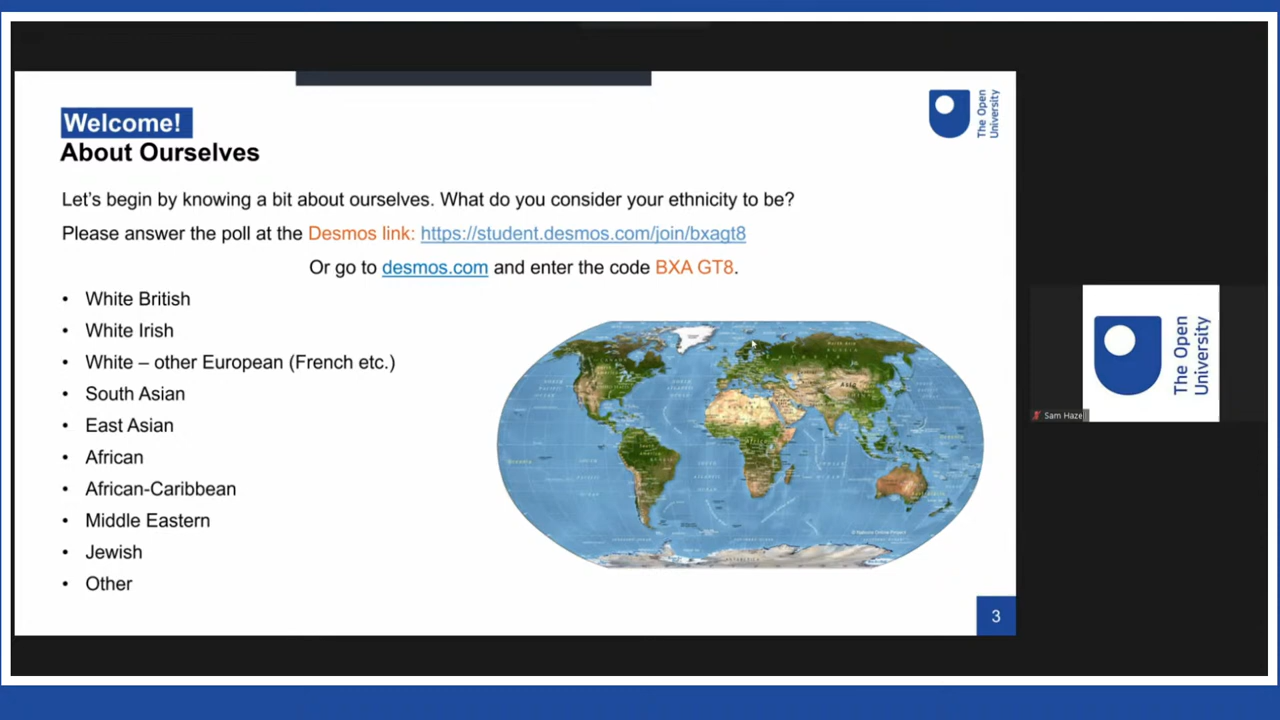 Welcome!
About Ourselves
The Open
University
Let's begin by knowing a bit about ourselves. What do you consider your ethnicity to be?
Please answer the poll at the Desmos link: https://student.desmos.com/join/bxagt8
Or go to desmos.com and enter the code BXA GT8.
• White British
• White Irish
• White – other European (French etc.)
• South Asian
• East Asian
• African
• African-Caribbean
• Middle Eastern
• Jewish
• Other
Africa
3
The Open
University
Sam Hazel